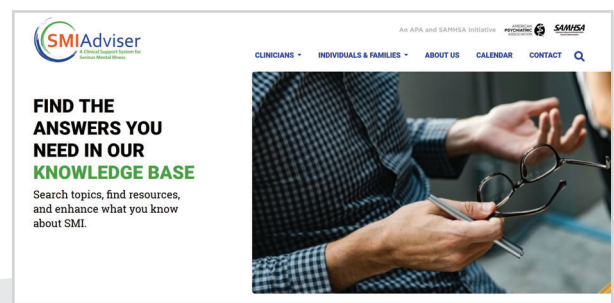 An APA and SAMHSA Initiative
AMERICAN
PSYCHIATRIC
ASSOCIATION
SAMHSA
SMIAdviser
A Clinical Support System for
Serious Mental Illness
CLINICIANS
INDIVIDUALS & FAMILIES
ABOUT US
CALENDAR
CONTACT
FIND THE
ANSWERS YOU
NEED IN OUR
KNOWLEDGE BASE
Search topics, find resources,
and enhance what you know
about SMI.